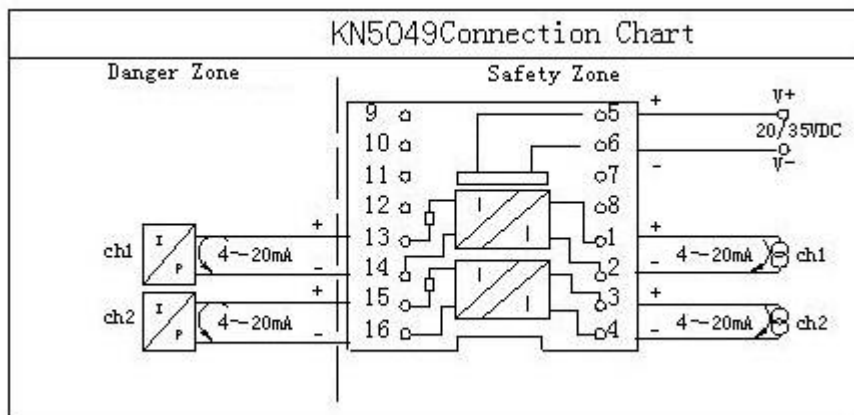 KN5049Connection Chart
Danger Zone
Safety Zone
9
10
11
12
13
14
15
16
5
6
7
8
1
2
3
4
+
V+
20/35VDC
-
V-
ch1
I
P
+
4~20mA
-
ch2
I
P
+
4~20mA
-
I
I
I
I
+
4~20mA
-
ch1
+
4~20mA
-
ch2